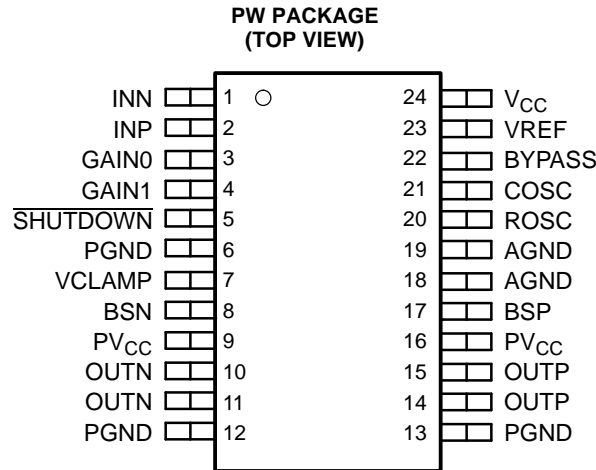 PW PACKAGE
(TOP VIEW)
INN 1 24 VCC
INP 2 23 VREF
GAIN0 3 22 BYPASS
GAIN1 4 21 COSC
SHUTDOWN 5 20 ROSC
PGND 6 19 AGND
VCLAMP 7 18 AGND
BSN 8 17 BSP
PVCC 9 16 PVCC
OUTN 10 15 OUTP
OUTN 11 14 OUTP
PGND 12 13 PGND